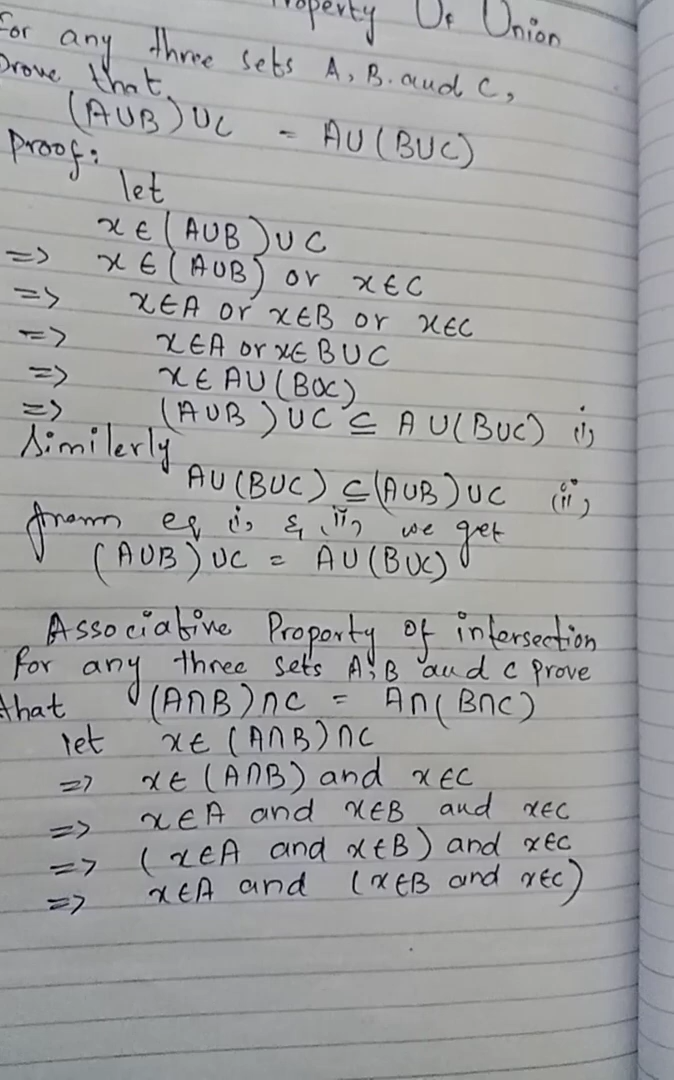 Property Of Union
For any three sets A, B. and C,
Prove that,
(A∪B)∪C = A∪(B∪C)
Proof:
let
x ∈ (A∪B)∪C
=> x ∈ (A∪B) or x∈C
=> x∈A or x∈B or x∈C
=> x∈A or x∈ B∪C
=> x∈ A∪(B∪C)
=> (A∪B)∪C ⊆ A∪(B∪C) i,
Similerly
A∪(B∪C) ⊆ (A∪B)∪C (ii,
from eq i, & ii, we get
(A∪B)∪C = A∪(B∪C)
Associative Property of intersection
For any three sets A, B and C prove
that (A∩B)∩C = A∩(B∩C)
let x∈ (A∩B)∩C
=> x∈ (A∩B) and x∈C
=> x∈A and x∈B and x∈C
=> (x∈A and x∈B) and x∈C
=> x∈A and (x∈B and x∈C)